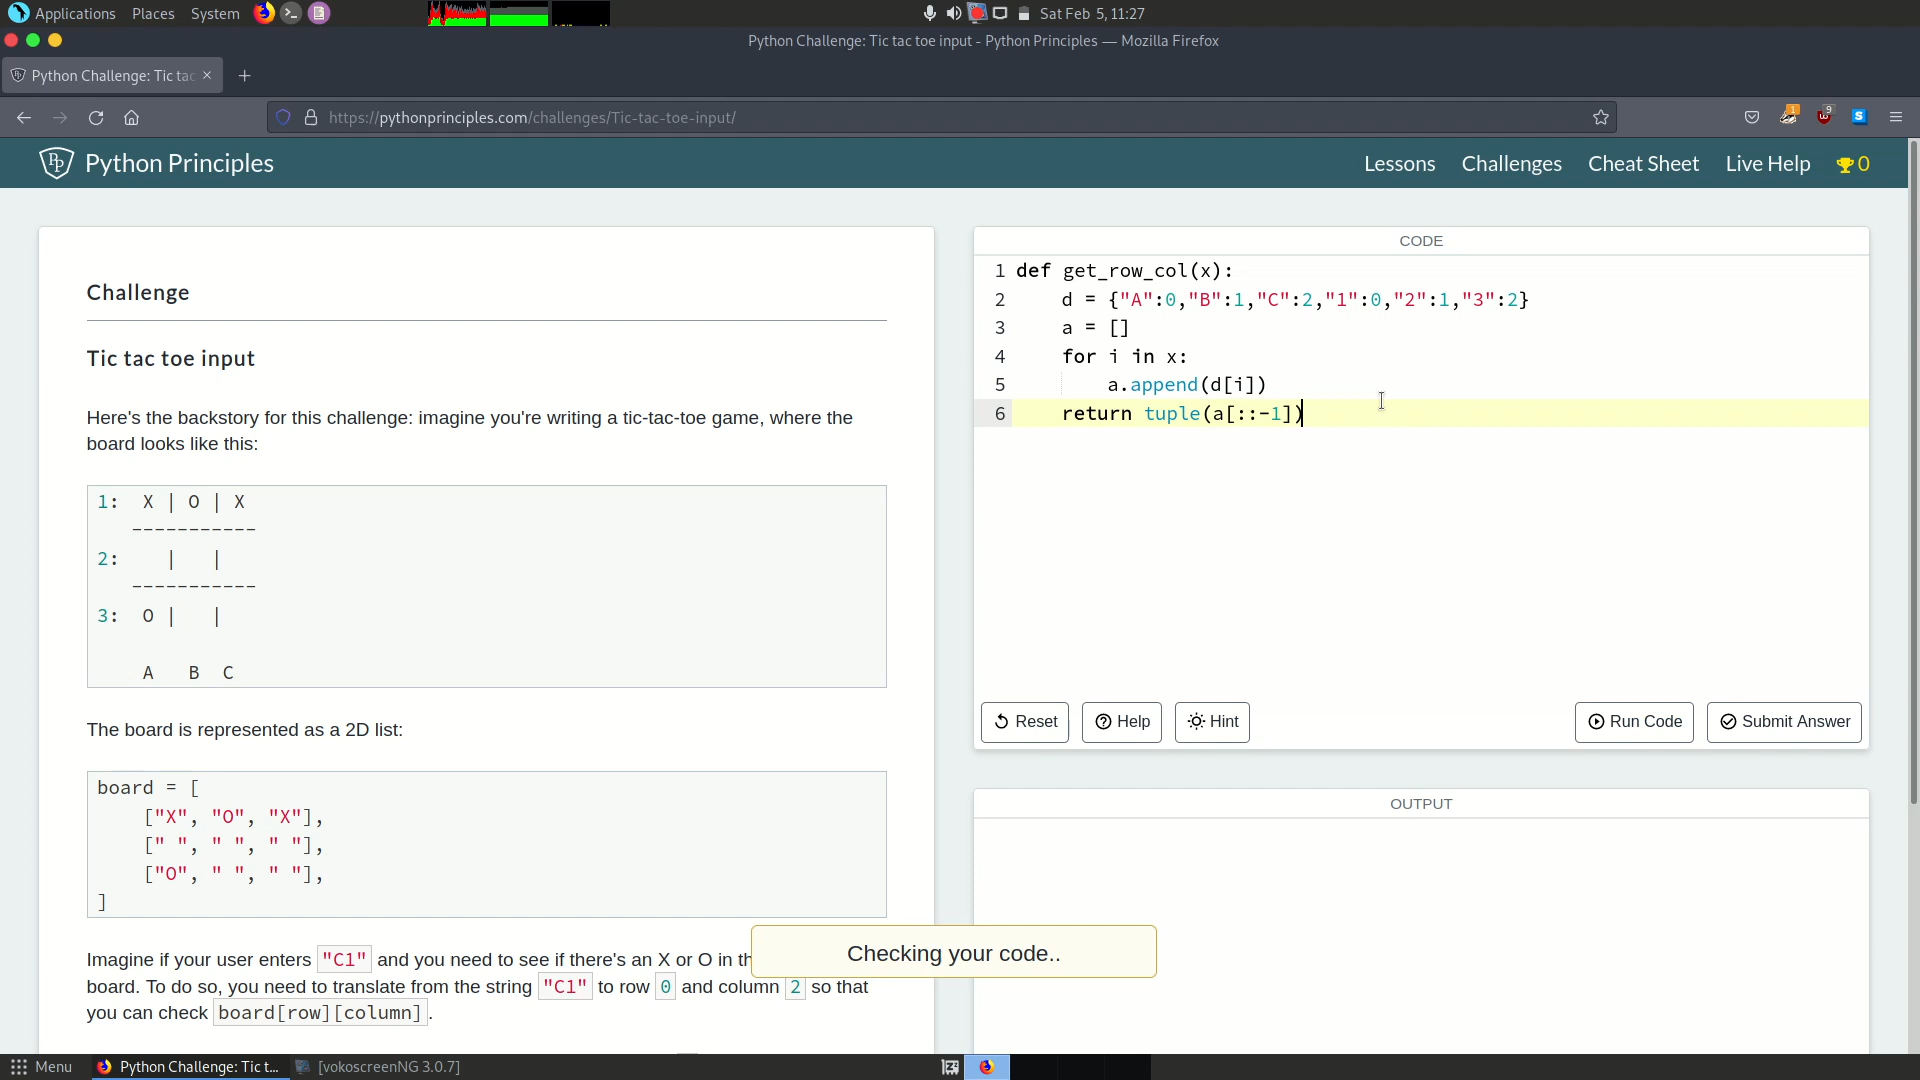 Applications Places System
Sat Feb 5, 11:27
Python Challenge: Tic tac toe input - Python Principles — Mozilla Firefox
Python Challenge: Tic tac
https://pythonprinciples.com/challenges/Tic-tac-toe-input/
1
9
S
PP Python Principles
Lessons Challenges Cheat Sheet Live Help 0
Challenge
Tic tac toe input
Here's the backstory for this challenge: imagine you're writing a tic-tac-toe game, where the
board looks like this:
1:  X | O | X
   -----------
2:    |   |
   -----------
3:  O |   |
    A   B  C
The board is represented as a 2D list:
board = [
    ["X", "O", "X"],
    [" ", " ", " "],
    ["O", " ", " "],
]
Imagine if your user enters "C1" and you need to see if there's an X or O in th
board. To do so, you need to translate from the string "C1" to row 0 and column 2 so that
you can check board[row][column].
CODE
1 def get_row_col(x):
2     d = {"A":0,"B":1,"C":2,"1":0,"2":1,"3":2}
3     a = []
4     for i in x:
5         a.append(d[i])
6     return tuple(a[::-1])
Reset Help Hint Run Code Submit Answer
OUTPUT
Checking your code..
Menu Python Challenge: Tic t... [vokoscreenNG 3.0.7]